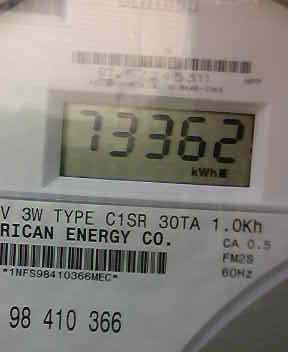 73362
kWh
V 3W TYPE C1SR 30TA 1.0Kh
RICAN ENERGY CO.
CA 0.5
FM2S
60Hz
*1NFS98410366MEC*
98 410 366